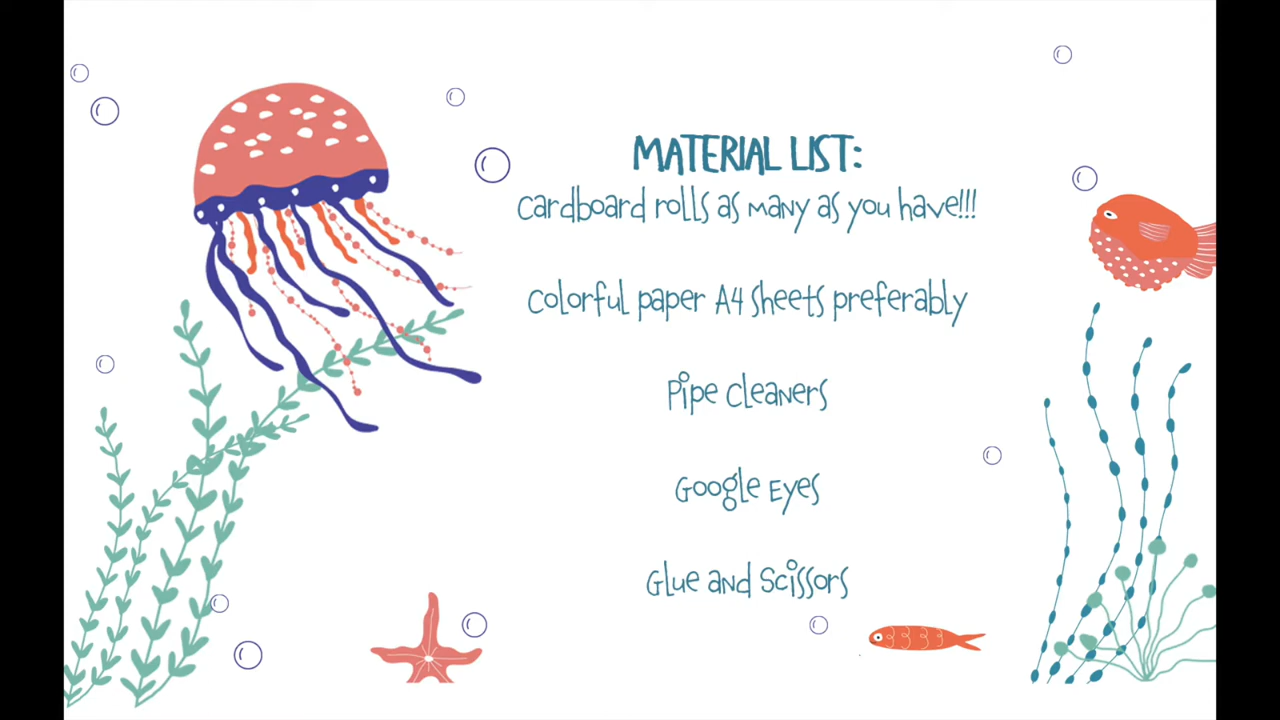 MATERIAL LIST:
Cardboard rolls as many as you have!!!
Colorful paper A4 sheets preferably
Pipe Cleaners
Google Eyes
Glue and Scissors